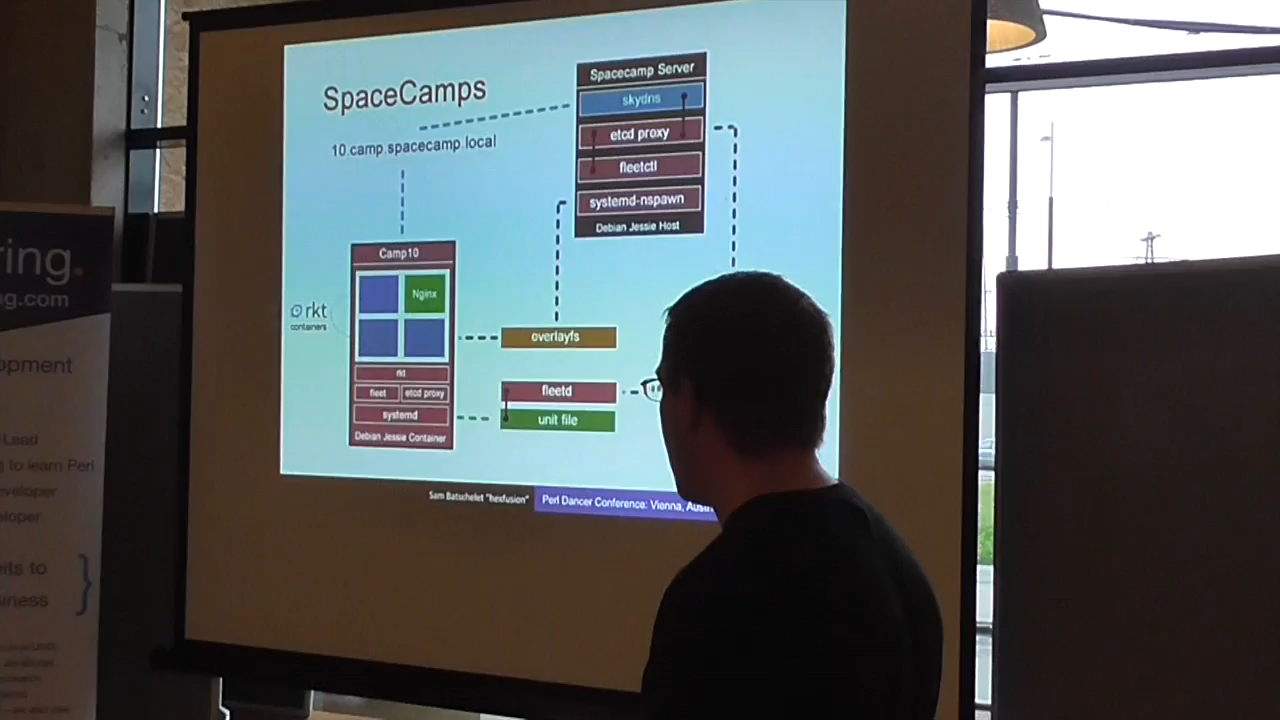 SpaceCamps
10.camp.spacecamp.local
Spacecamp Server
skydns
etcd proxy
fleetctl
systemd-nspawn
Debian Jessie Host
Camp10
Nginx
rkt
containers
rkt
fleet
etcd proxy
systemd
Debian Jessie Container
overlayfs
fleetd
unit file
Sam Batschelet "hexfusion"
Perl Dancer Conference: Vienna,
ring.
ng.com
opment
Lead
g to learn Perl
eveloper
eloper
its to
iness